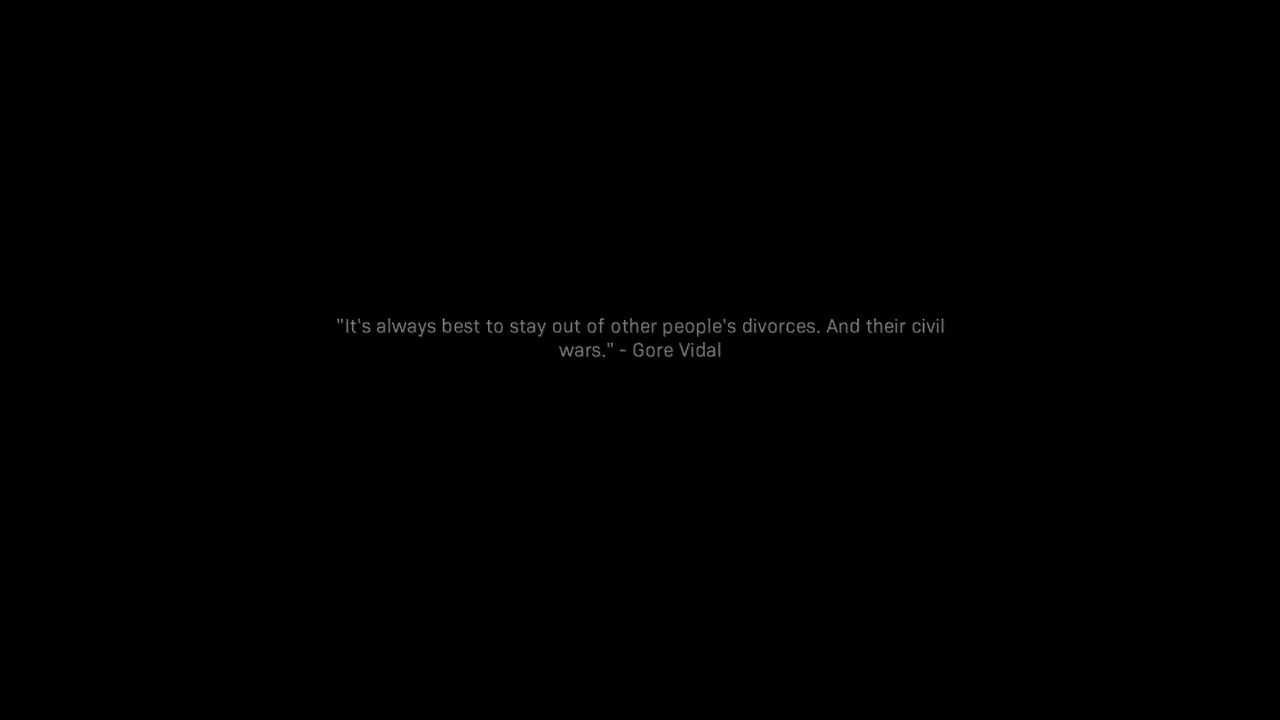 "It's always best to stay out of other people's divorces. And their civil
wars." - Gore Vidal